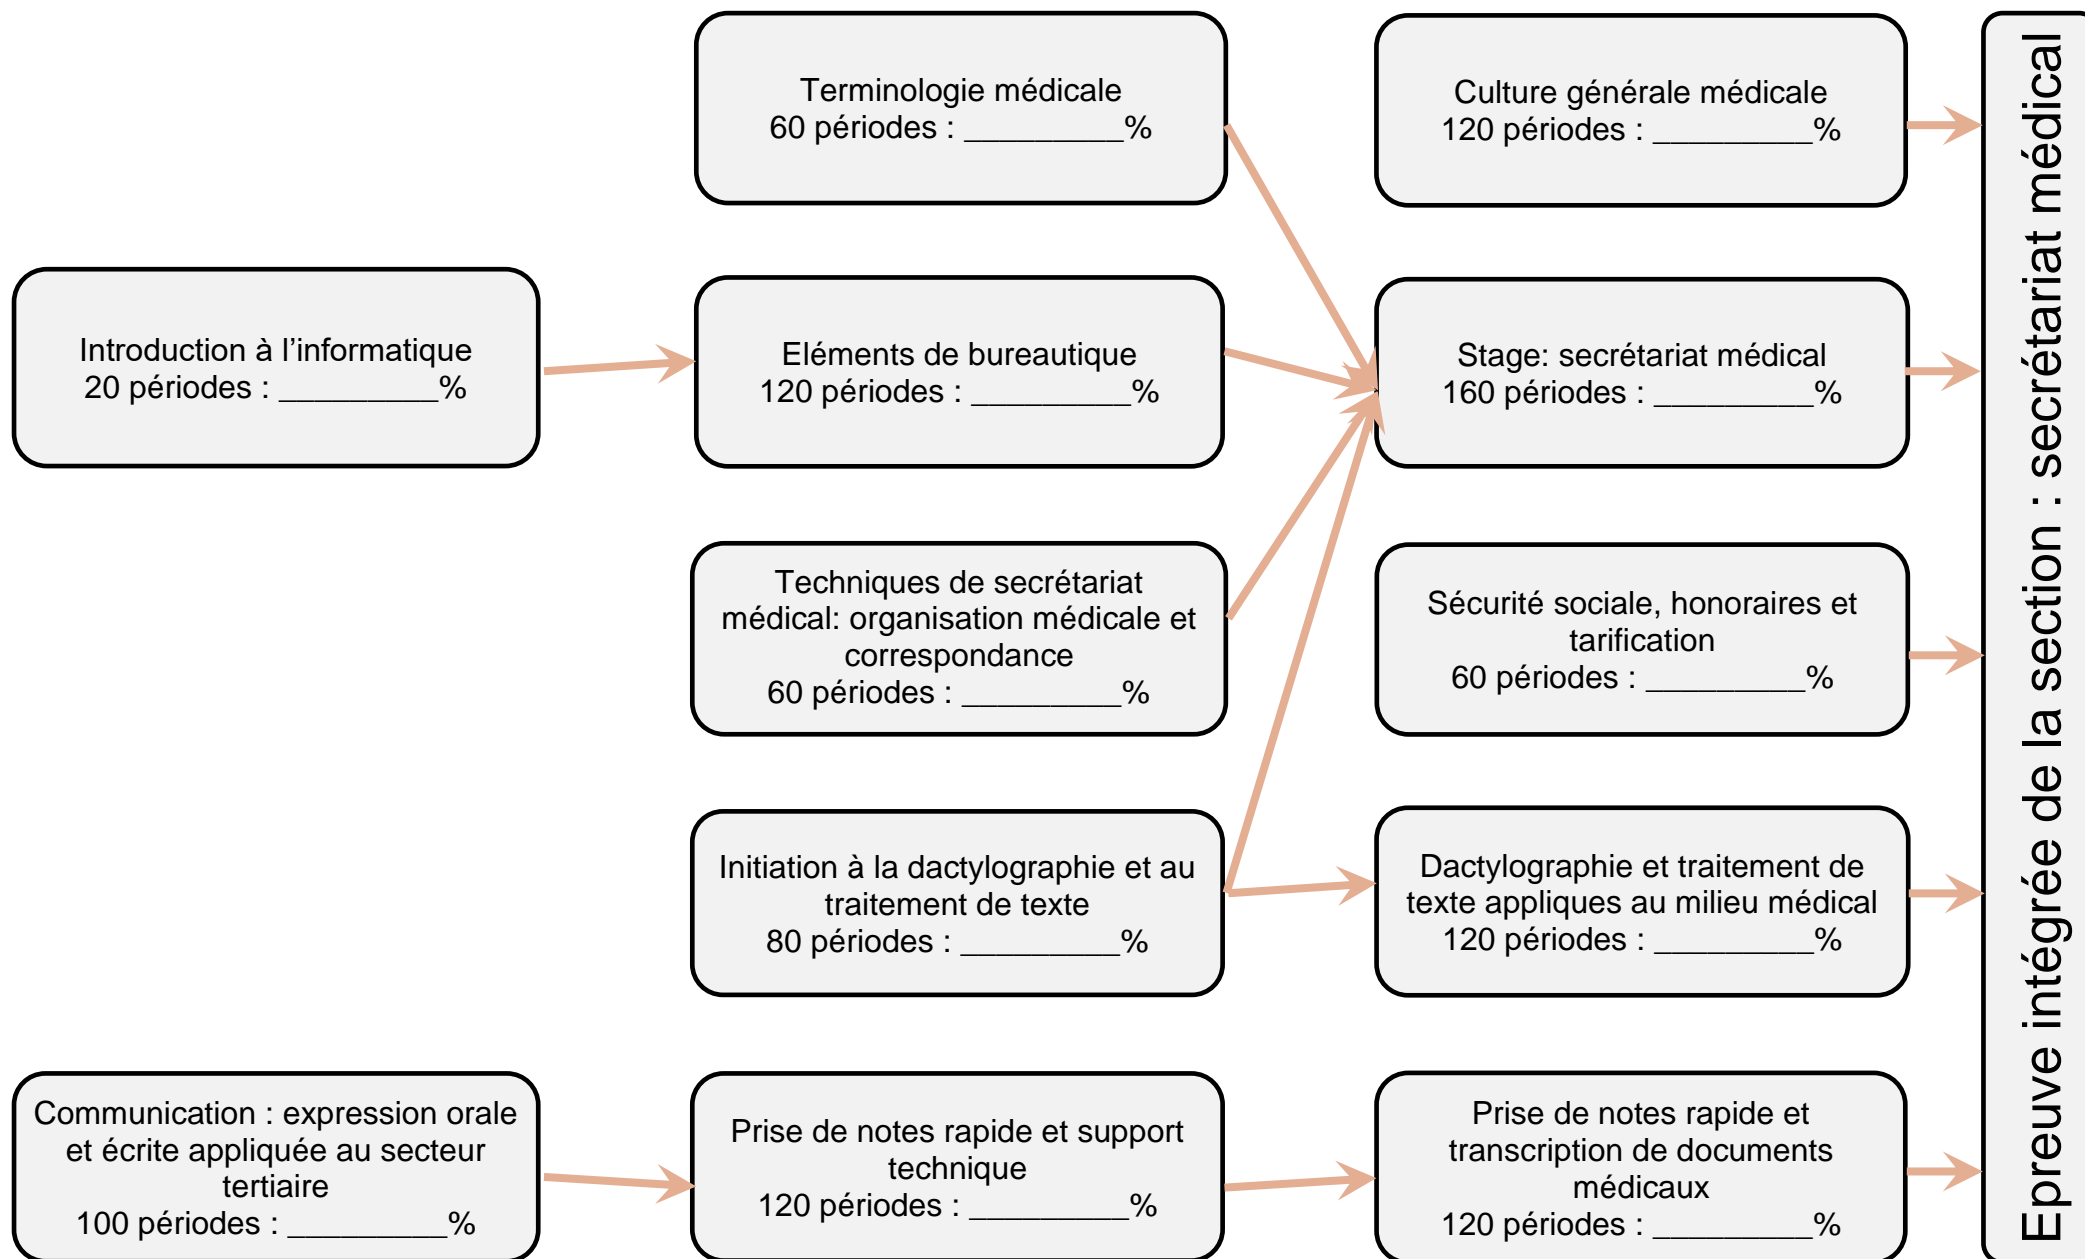 Terminologie médicale
60 périodes : _________%
Culture générale médicale
120 périodes : _________%
Introduction à l’informatique
20 périodes : _________%
Eléments de bureautique
120 périodes : _________%
Stage: secrétariat médical
160 périodes : _________%
Techniques de secrétariat
médical: organisation médicale et
correspondance
60 périodes : _________%
Sécurité sociale, honoraires et
tarification
60 périodes : _________%
Initiation à la dactylographie et au
traitement de texte
80 périodes : _________%
Dactylographie et traitement de
texte appliques au milieu médical
120 périodes : _________%
Communication : expression orale
et écrite appliquée au secteur
tertiaire
100 périodes : _________%
Prise de notes rapide et support
technique
120 périodes : _________%
Prise de notes rapide et
transcription de documents
médicaux
120 périodes : _________%
Epreuve intégrée de la section : secrétariat médical